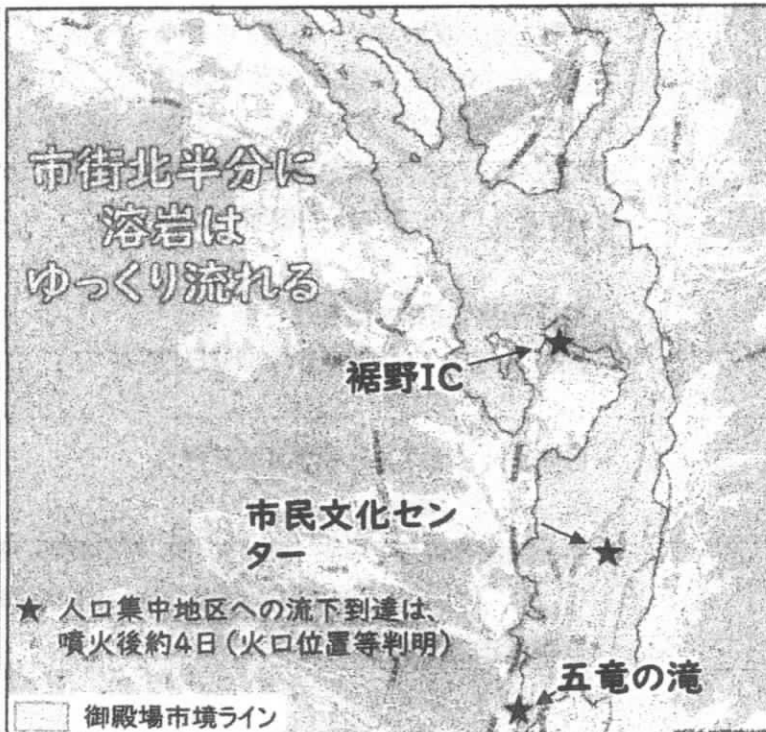 市街北半分に
溶岩は
ゆっくり流れる
裾野IC
市民文化セン
ター
★ 人口集中地区への流下到達は、
噴火後約4日（火口位置等判明）
五竜の滝
御殿場市境ライン